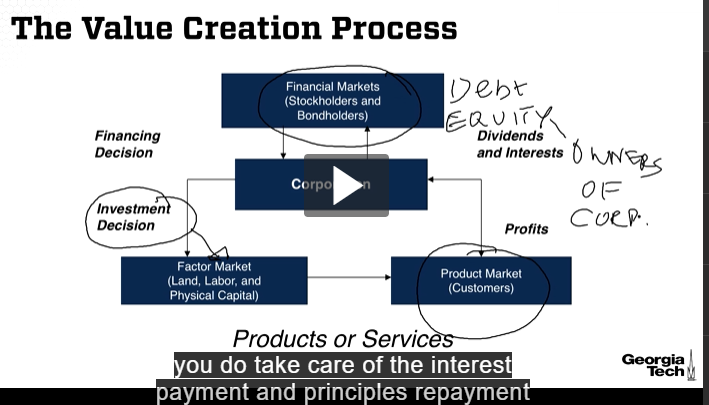 The Value Creation Process
Financial Markets
(Stockholders and
Bondholders)
Debt
EQUITY
Financing
Decision
Dividends
and Interests
OWNERS
OF
CORP.
Investment
Decision
Profits
Factor Market
(Land, Labor, and
Physical Capital)
Product Market
(Customers)
Products or Services
you do take care of the interest
payment and principles repayment
Georgia
Tech